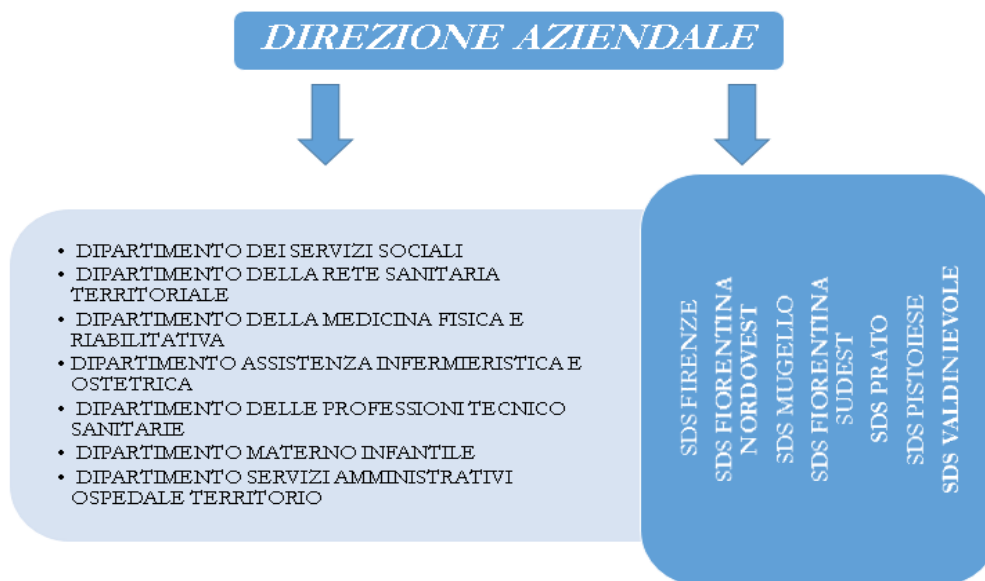 DIREZIONE AZIENDALE
• DIPARTIMENTO DEI SERVIZI SOCIALI
• DIPARTIMENTO DELLA RETE SANITARIA
TERRITORIALE
• DIPARTIMENTO DELLA MEDICINA FISICA E
RIABILITATIVA
• DIPARTIMENTO ASSISTENZA INFERMIERISTICA E
OSTETRICA
• DIPARTIMENTO DELLE PROFESSIONI TECNICO
SANITARIE
• DIPARTIMENTO MATERNO INFANTILE
• DIPARTIMENTO SERVIZI AMMINISTRATIVI
OSPEDALE TERRITORIO
SDS FIRENZE
SDS FIORENTINA
NORDOVEST
SDS MUGELLO
SDS FIORENTINA
SUDEST
SDS PRATO
SDS PISTOIESE
SDS VALDINIEVOLE